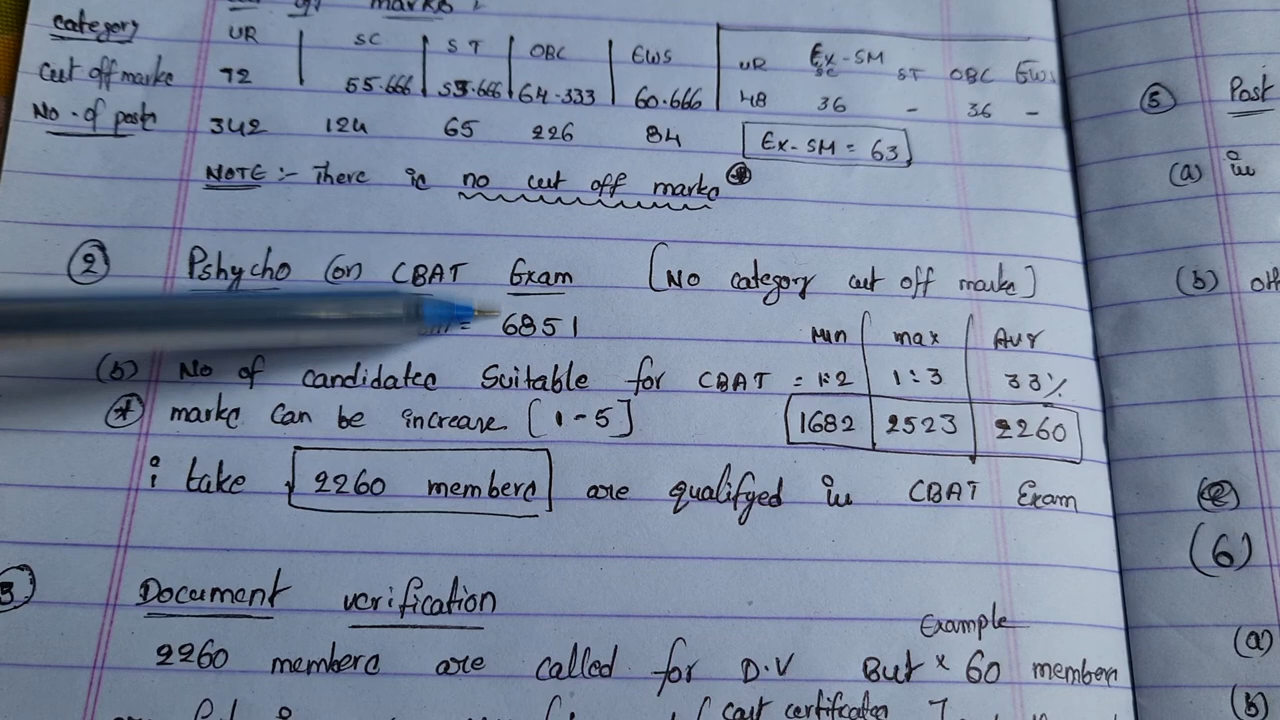 marks
category UR SC ST OBC EWS UR Ex-SM SC ST OBC EWS
Cut off marks 72 55.666 53.666 64.333 60.666 48 36 - 36 -
No. of posts 342 124 65 226 84 Ex-SM = 63
NOTE :- There is no cut off marks
② Pshycho (or) CBAT Exam [No category cut off marks]
= 6851 Min max Avr
(b) No of candidates Suitable for CBAT = 1:2 1:3 33%
marks can be increase [1-5] 1682 2523 2260
i take 2260 members are qualifyed in CBAT Exam
3 Document verification
Example
2260 members are called for D.V But x 60 members
cast certificates
⑤ Post
(a) in
(b)
(6)
(a)
(b)